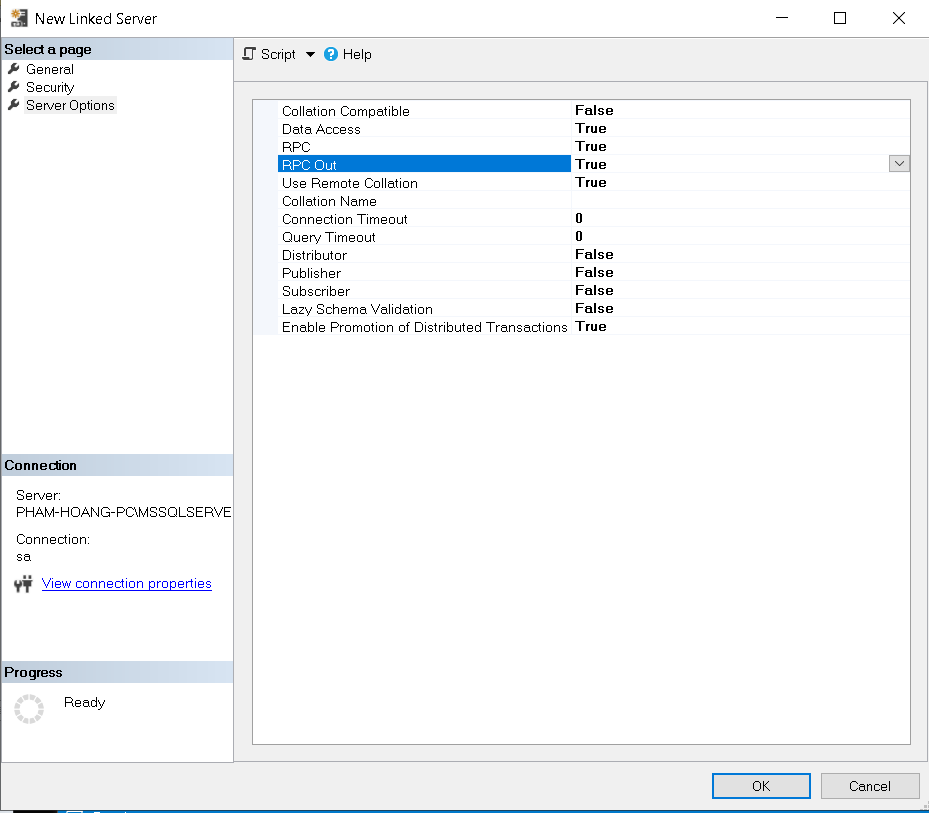 New Linked Server
Select a page
General
Security
Server Options
Script
Help
Collation Compatible False
Data Access True
RPC True
RPC Out True
Use Remote Collation True
Collation Name
Connection Timeout 0
Query Timeout 0
Distributor False
Publisher False
Subscriber False
Lazy Schema Validation False
Enable Promotion of Distributed Transactions True
Connection
Server:
PHAM-HOANG-PC\MSSQLSERVE
Connection:
sa
View connection properties
Progress
Ready
OK
Cancel